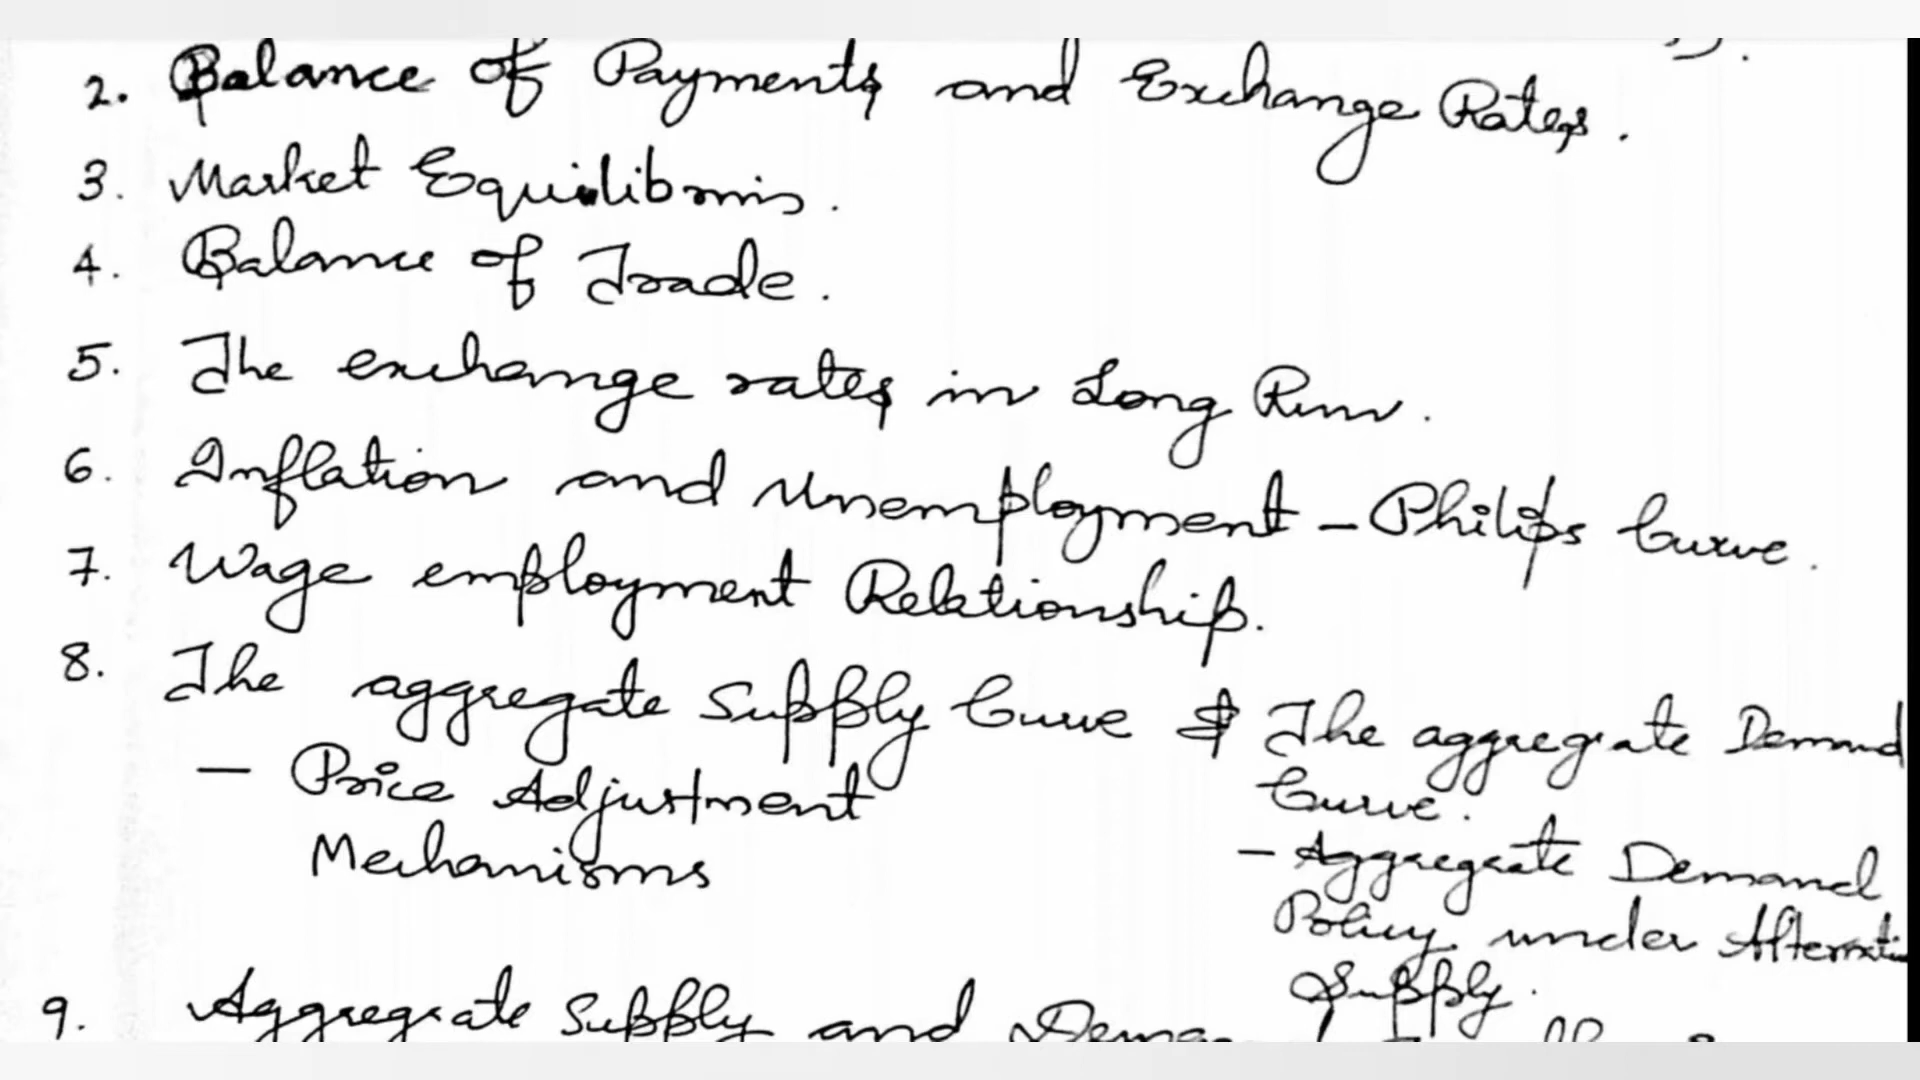 2. Balance of Payments and Exchange Rates.
3. Market Equilibrmis.
4. Balance of Trade.
5. The exchange rates in Long Run.
6. Inflation and Unemployment - Philips Curve.
7. Wage employment Relationship.
8. The aggregate Supply Curve & The aggregate Demand
Curve.
- Price Adjustment
Mechanisms
- Aggregate Demand
Policy under
Supply.
9. Aggregate Supply and